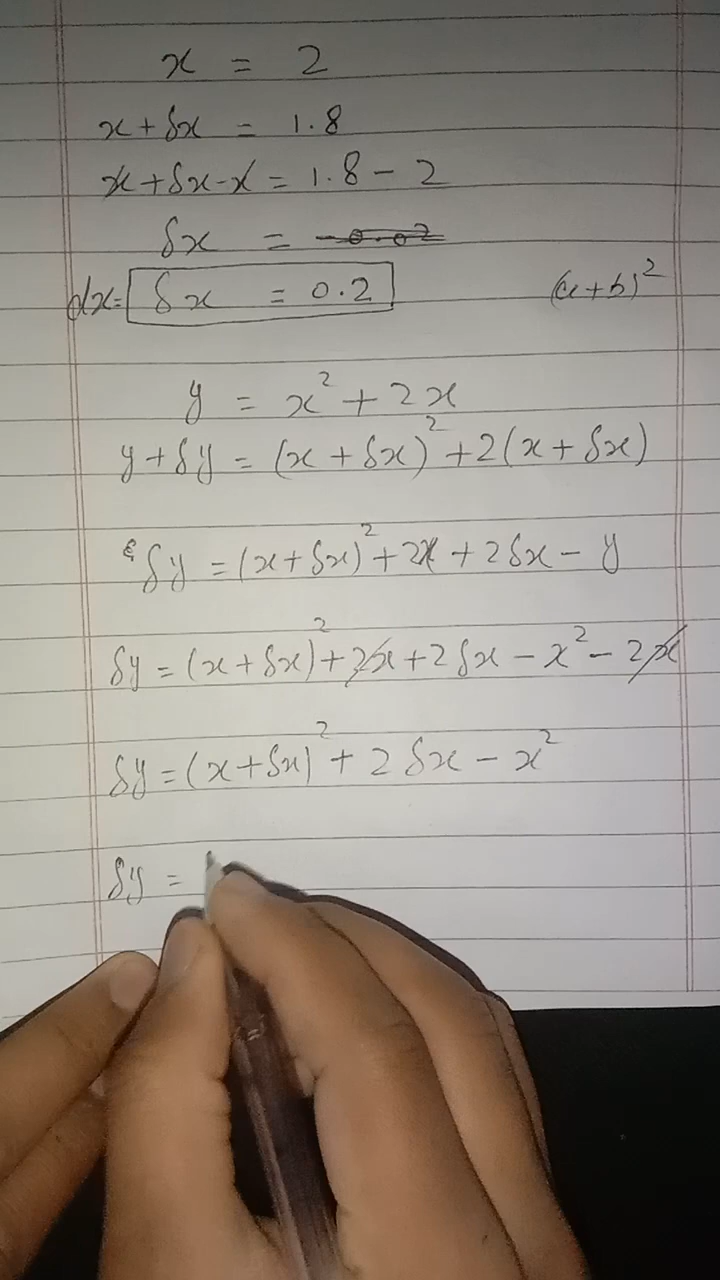 x = 2
x + δx = 1.8
x + δx - x = 1.8 - 2
δx = -0.02
dx = δx = 0.2 (a+b)²
y = x² + 2x
y + δy = (x + δx)² + 2(x + δx)
δy = (x + δx)² + 2x + 2δx - y
δy = (x + δx)² + 2x + 2δx - x² - 2x
δy = (x + δx)² + 2δx - x²
δy =